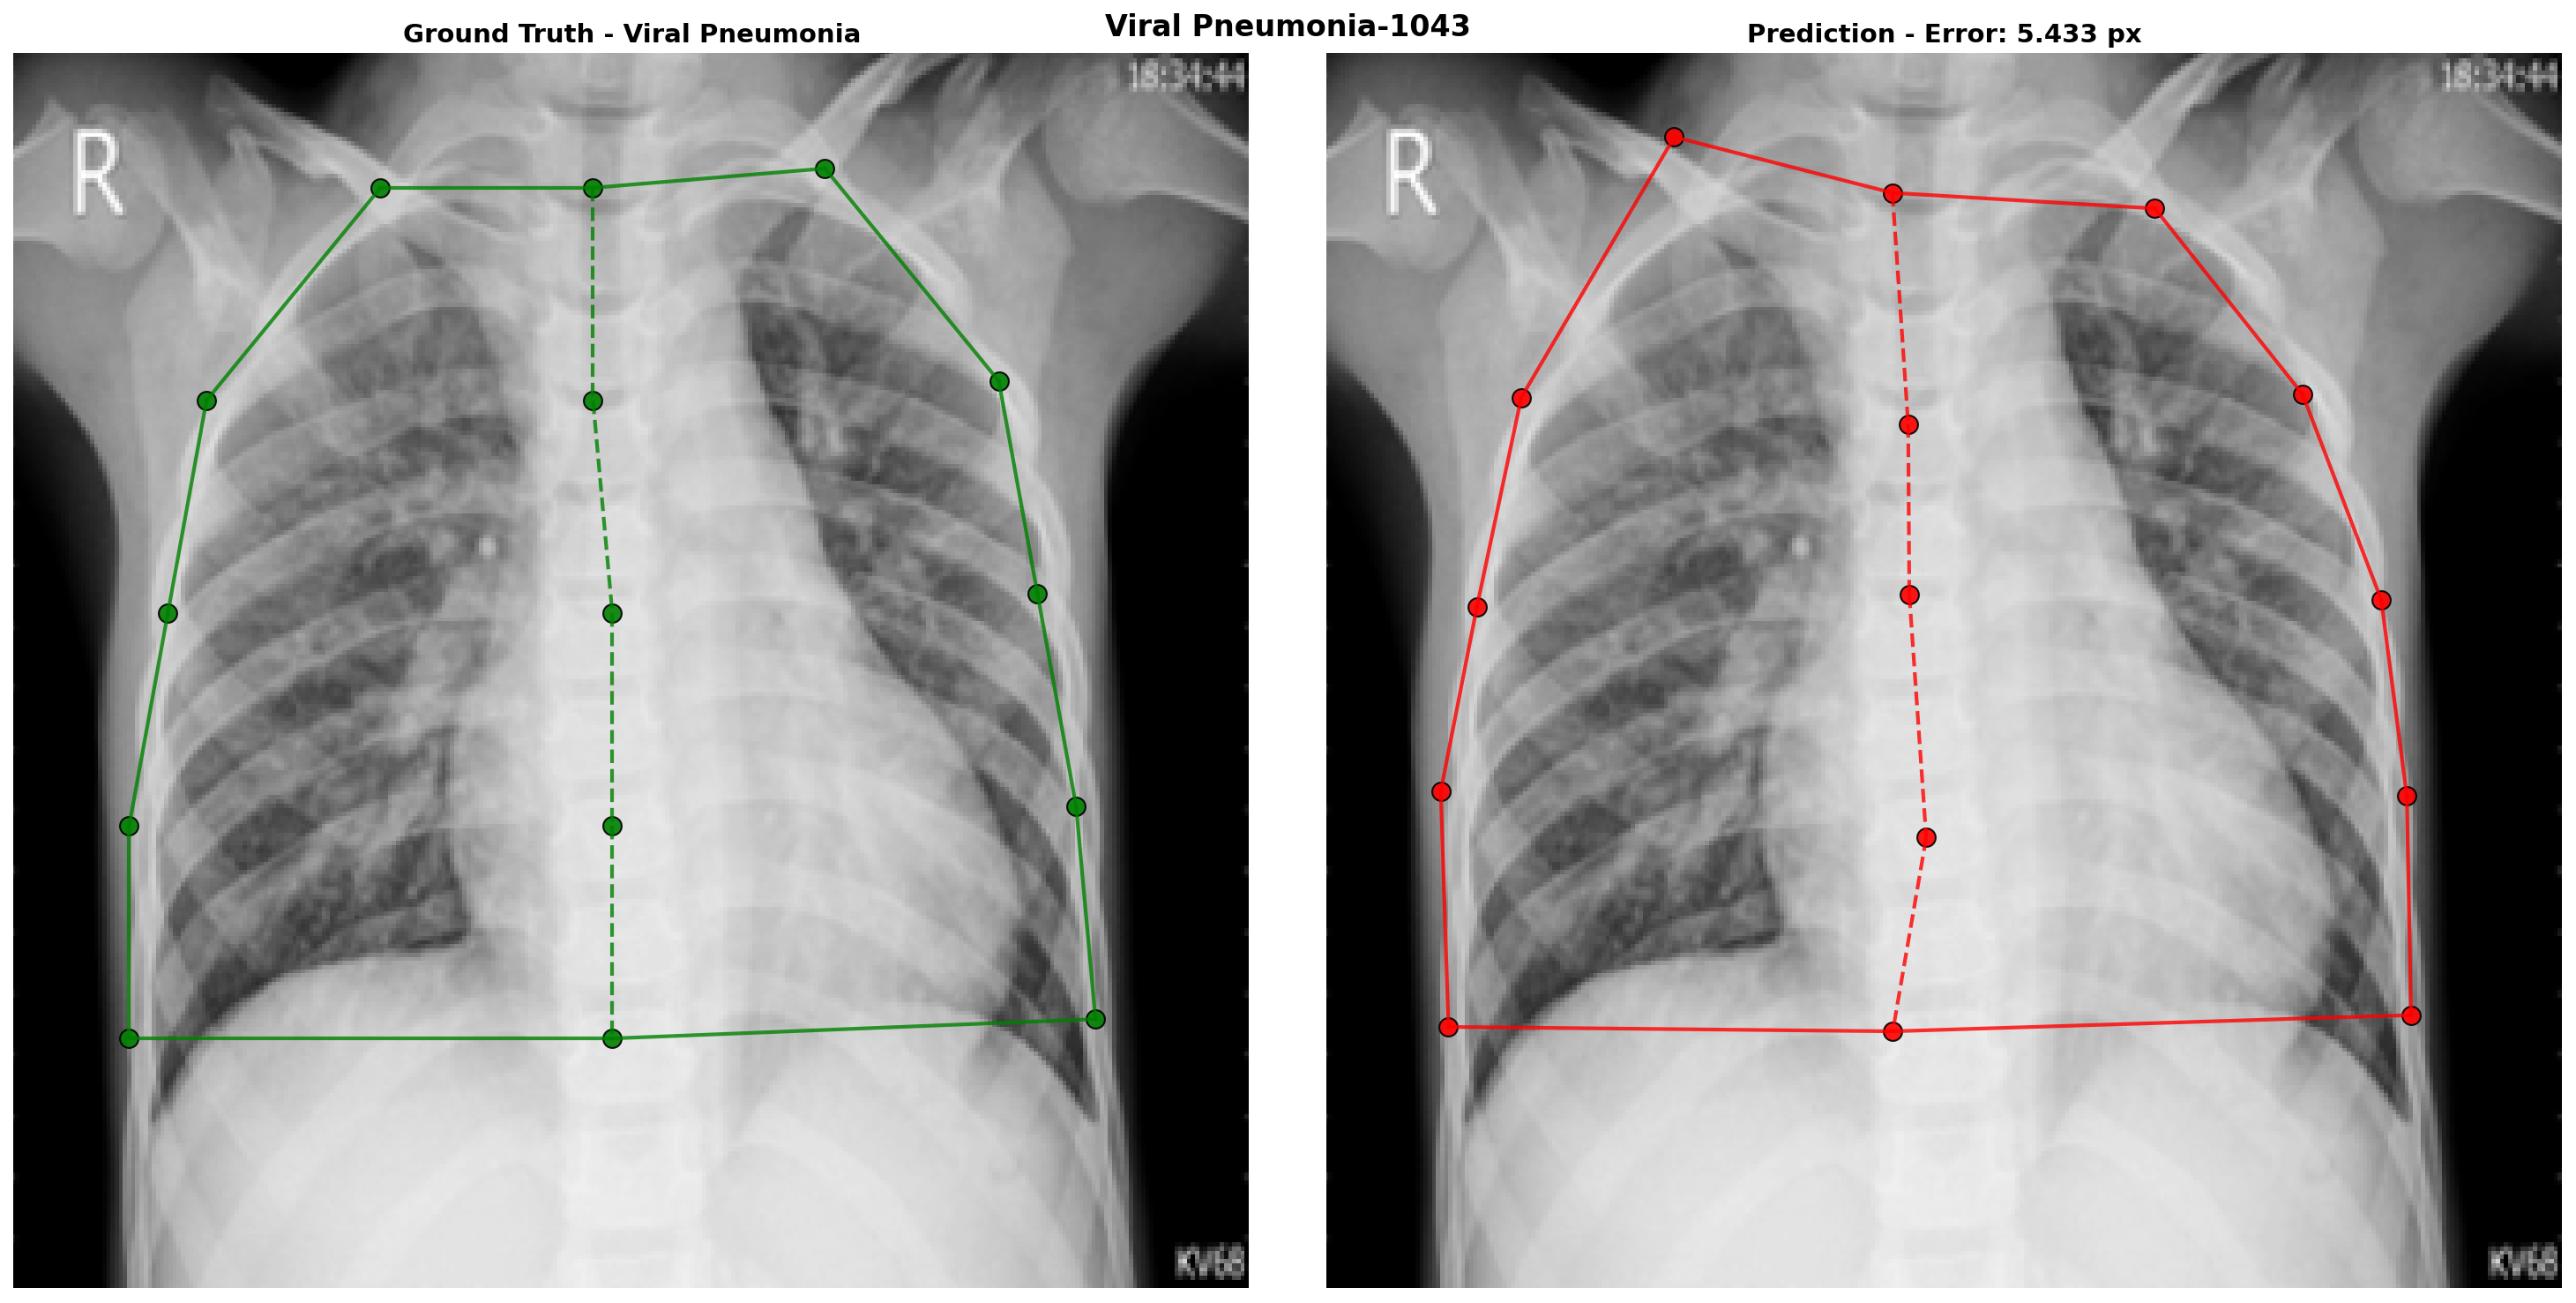 Viral Pneumonia-1043
Ground Truth - Viral Pneumonia
Prediction - Error: 5.433 px
18:34:44
R
KV68
18:34:44
R
KV68